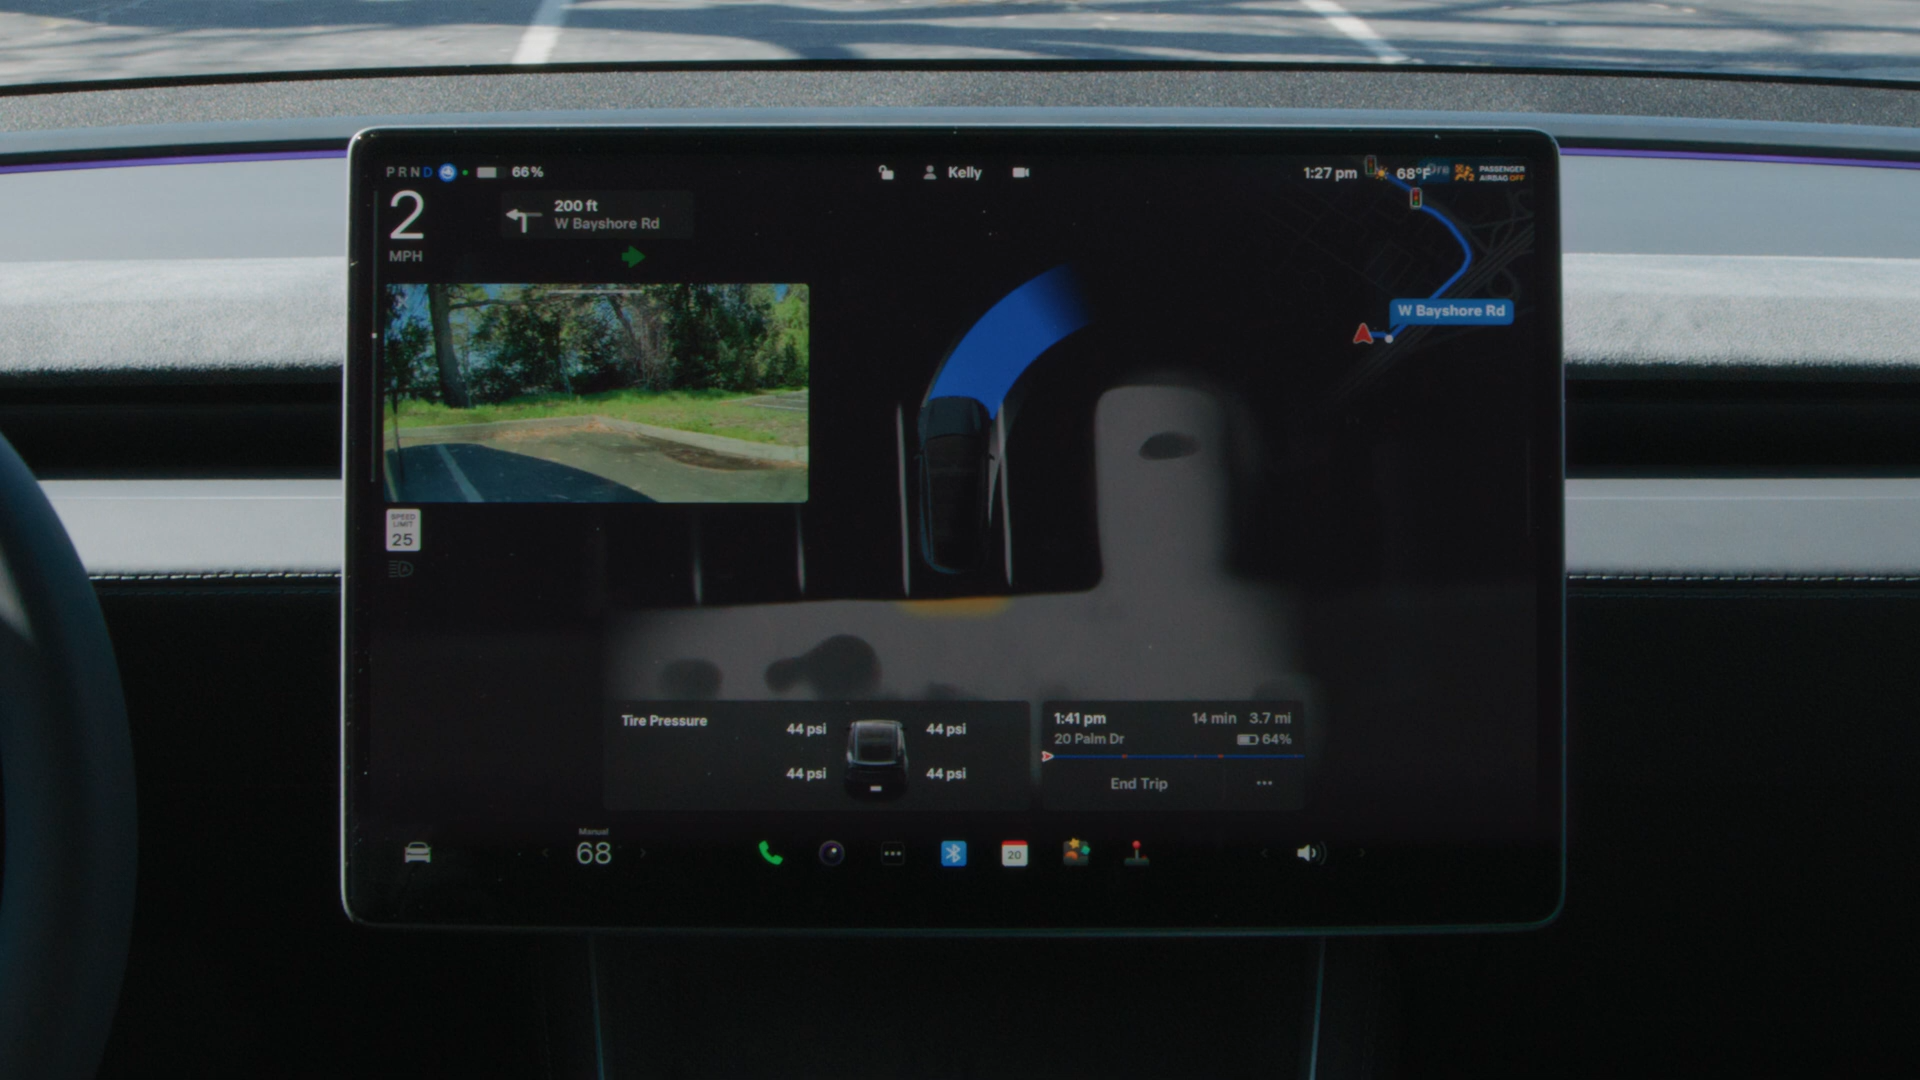 PRND
66%
Kelly
1:27 pm
68°F
PASSENGER
AIRBAG OFF
2
MPH
200 ft
W Bayshore Rd
W Bayshore Rd
SPEED
LIMIT
25
Tire Pressure
44 psi
44 psi
44 psi
44 psi
1:41 pm
14 min
3.7 mi
20 Palm Dr
64%
End Trip
Manual
68
20